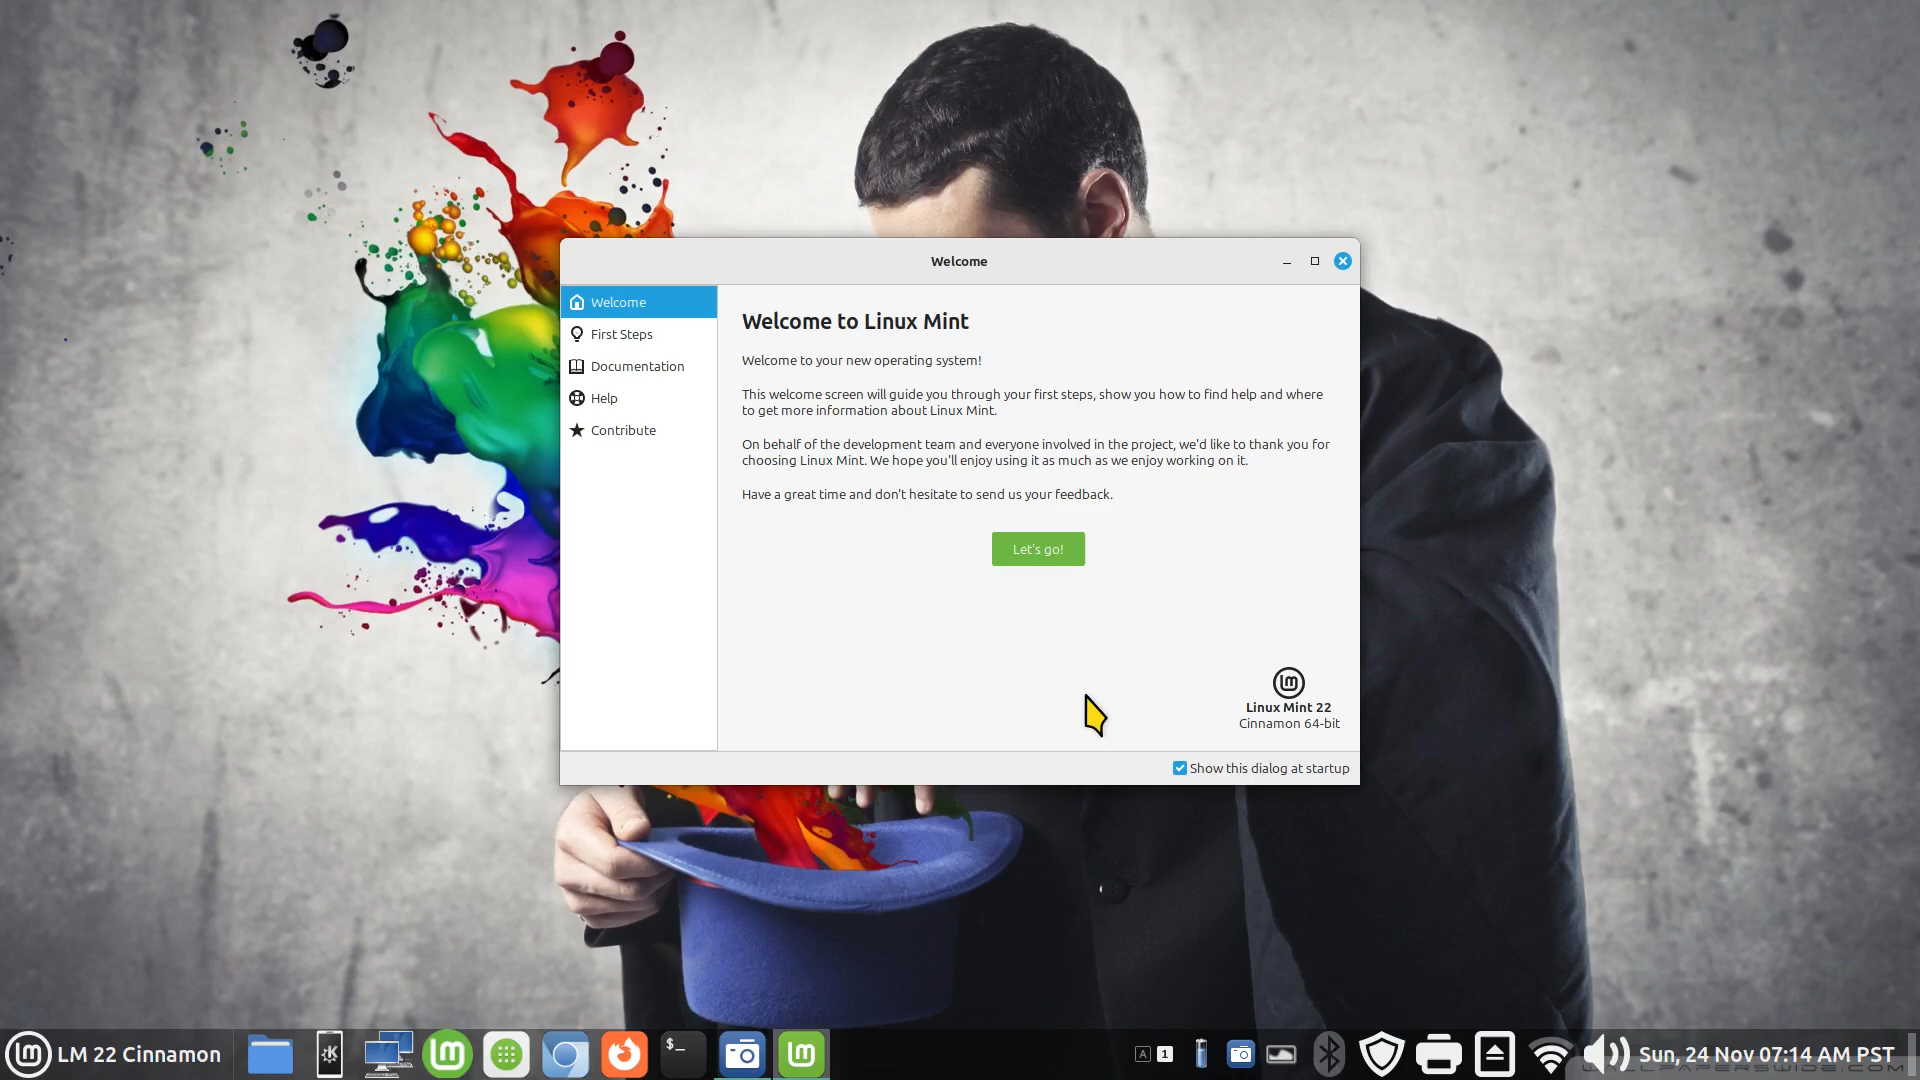 Welcome
Welcome
First Steps
Documentation
Help
Contribute
Welcome to Linux Mint
Welcome to your new operating system!
This welcome screen will guide you through your first steps, show you how to find help and where
to get more information about Linux Mint.
On behalf of the development team and everyone involved in the project, we'd like to thank you for
choosing Linux Mint. We hope you'll enjoy using it as much as we enjoy working on it.
Have a great time and don't hesitate to send us your feedback.
Let's go!
Linux Mint 22
Cinnamon 64-bit
Show this dialog at startup
LM 22 Cinnamon
$_
A 1
Sun, 24 Nov 07:14 AM PST
WALLPAPERSWIDE.COM